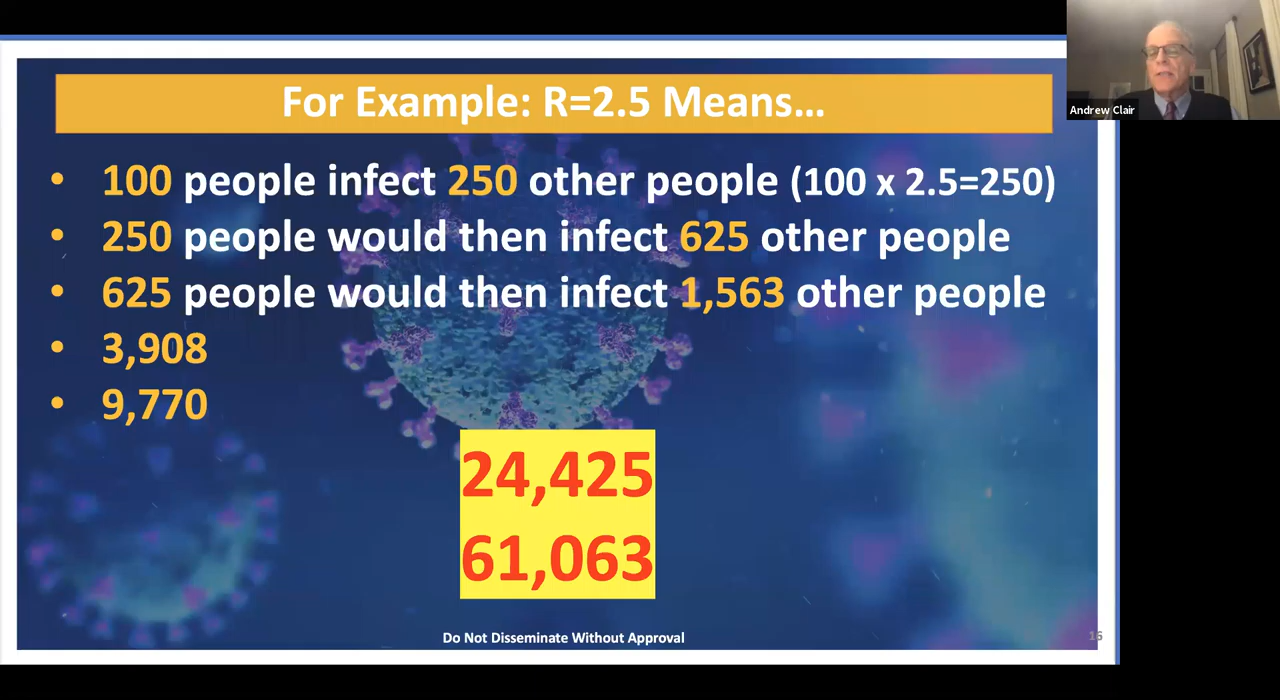 For Example: R=2.5 Means...
• 100 people infect 250 other people (100 x 2.5=250)
• 250 people would then infect 625 other people
• 625 people would then infect 1,563 other people
• 3,908
• 9,770
24,425
61,063
Do Not Disseminate Without Approval
16
Andrew Clair